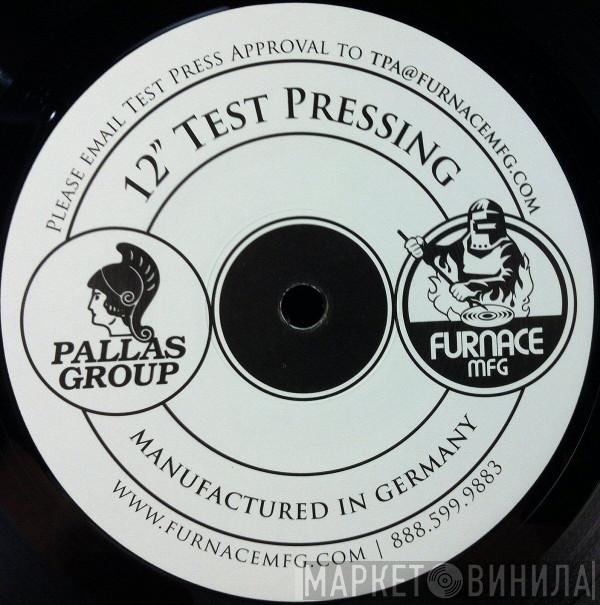 Please email Test Press Approval to tpa@furnacemfg.com
12” Test Pressing
PALLAS
GROUP
FURNACE
MFG
Manufactured in Germany
www.furnacemfg.com | 888.599.9883
МАРКЕТ ВИНИЛА